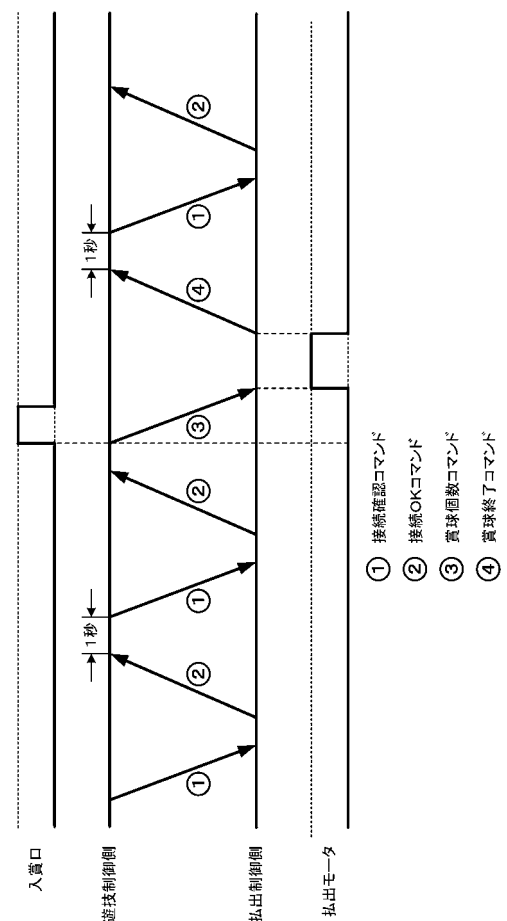 入賞口
遊技制御側
払出制御側
払出モータ
①
②
1秒
①
②
③
④
1秒
①
②
① 接続確認コマンド
② 接続OKコマンド
③ 賞球個数コマンド
④ 賞球終了コマンド